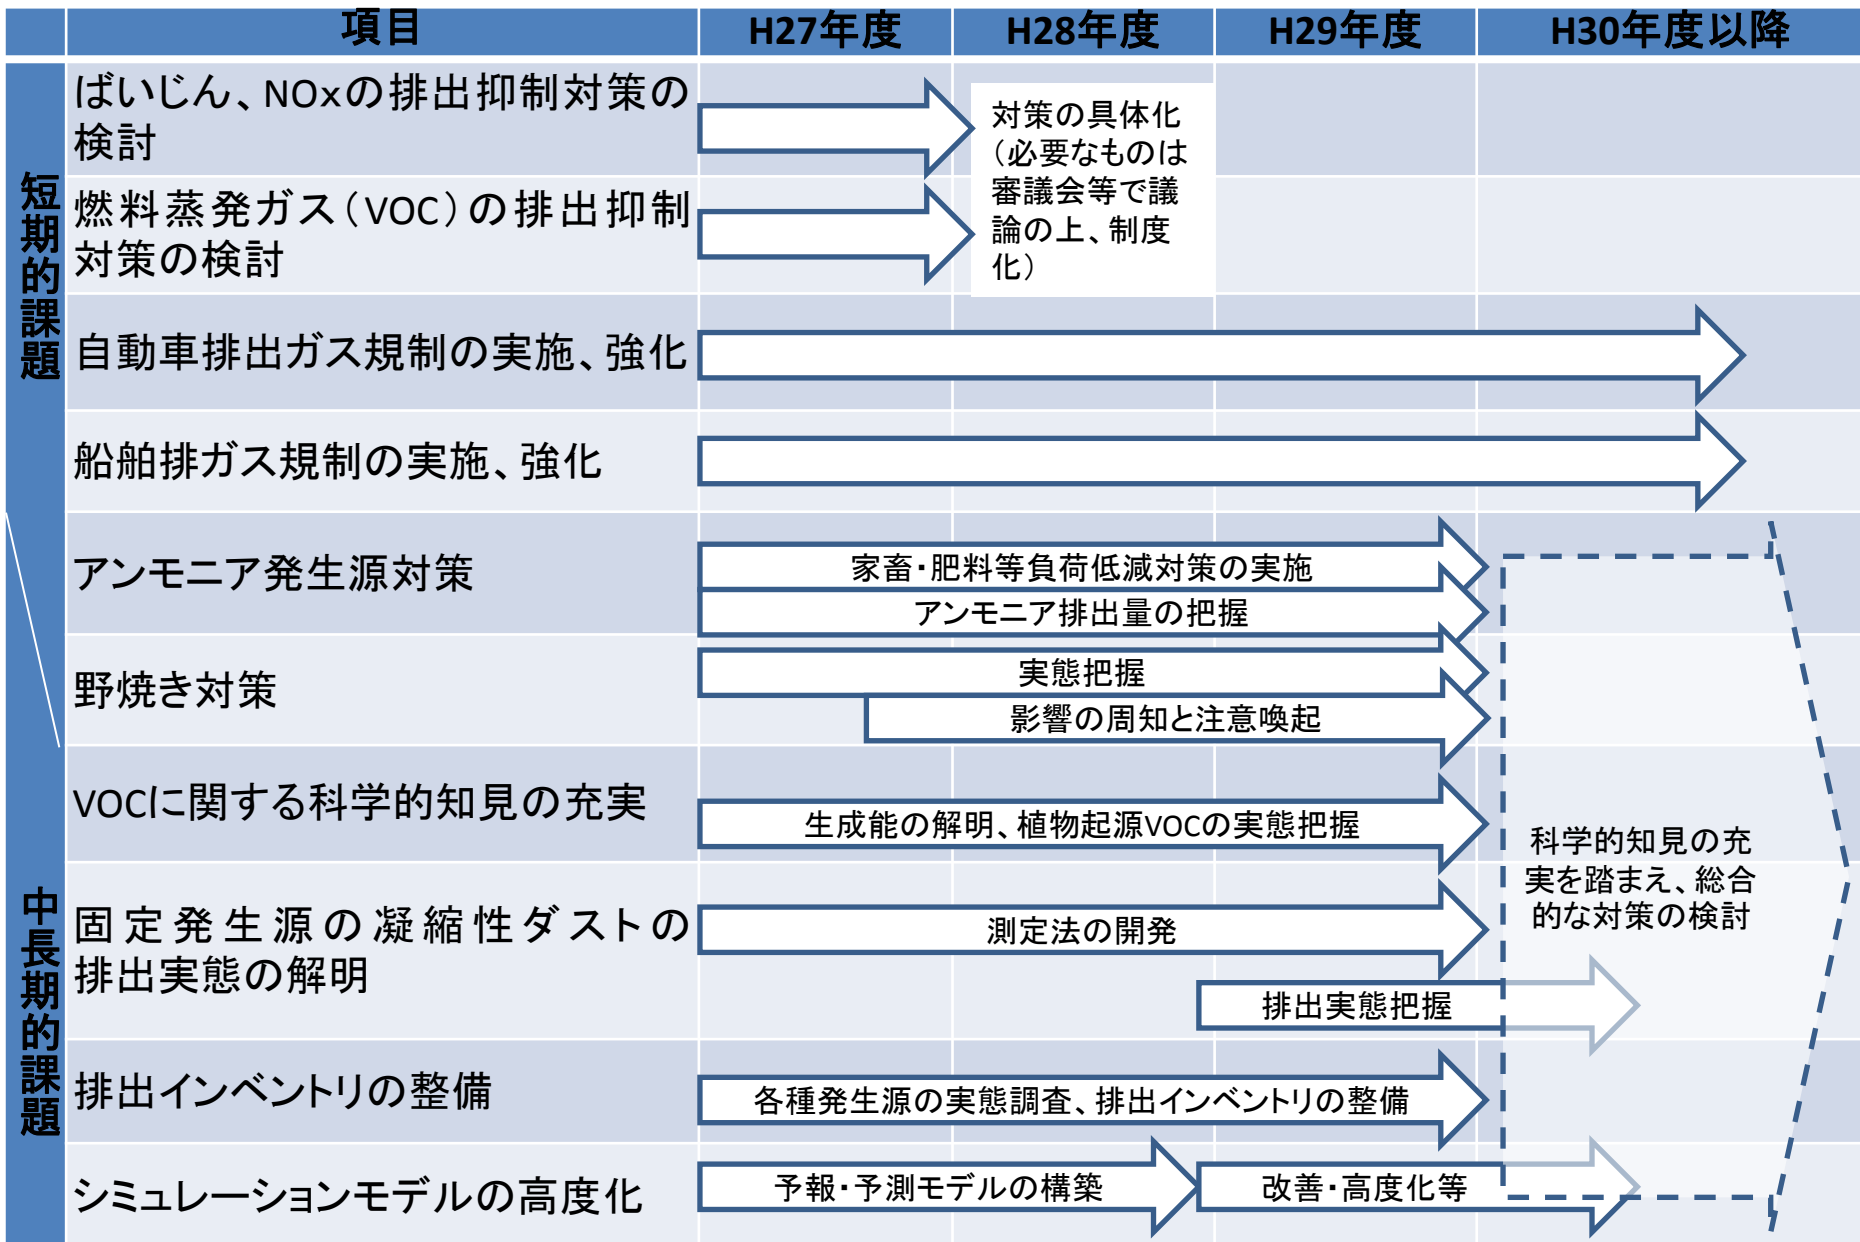 項目
H27年度
H28年度
H29年度
H30年度以降
短期的課題
ばいじん、NOxの排出抑制対策の
検討
対策の具体化
（必要なものは
審議会等で議
論の上、制度
化）
燃料蒸発ガス（VOC）の排出抑制
対策の検討
自動車排出ガス規制の実施、強化
船舶排ガス規制の実施、強化
アンモニア発生源対策
家畜・肥料等負荷低減対策の実施
アンモニア排出量の把握
野焼き対策
実態把握
影響の周知と注意喚起
中長期的課題
VOCに関する科学的知見の充実
生成能の解明、植物起源VOCの実態把握
科学的知見の充
実を踏まえ、総合
的な対策の検討
固定発生源の凝縮性ダストの
排出実態の解明
測定法の開発
排出実態把握
排出インベントリの整備
各種発生源の実態調査、排出インベントリの整備
シミュレーションモデルの高度化
予報・予測モデルの構築
改善・高度化等